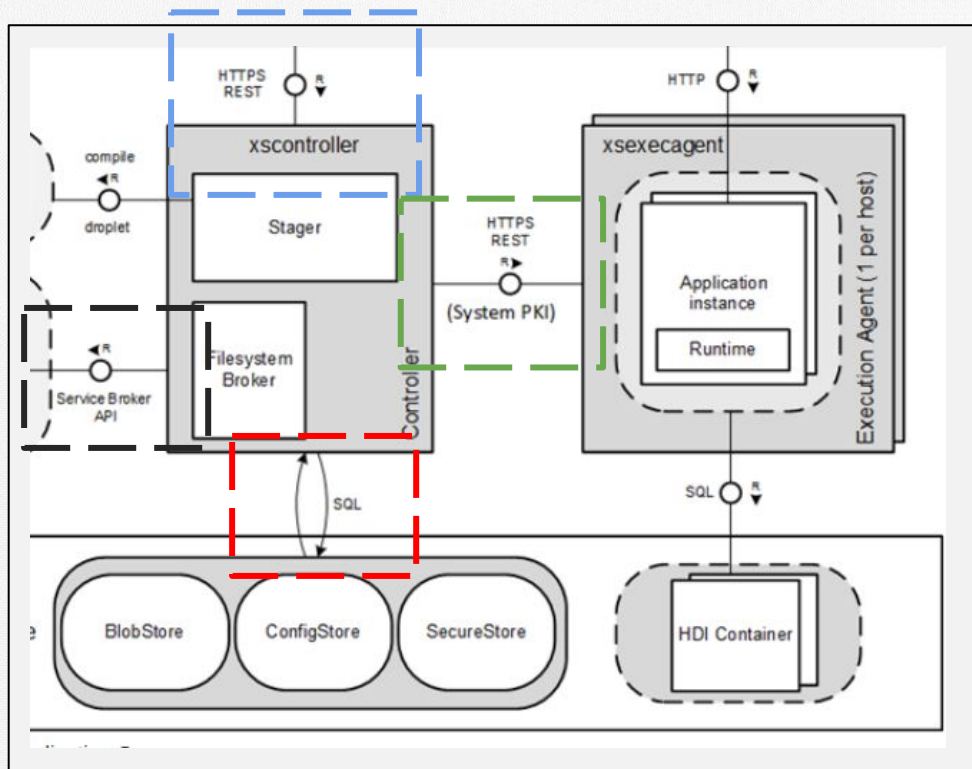 HTTPS
REST
R
HTTP
R
xscontroller
xsexecagent
compile
R
droplet
Stager
HTTPS
REST
R
(System PKI)
Application
instance
Runtime
Execution Agent (1 per host)
Controller
R
Service Broker
API
Filesystem
Broker
SQL
SQL
R
BlobStore
ConfigStore
SecureStore
HDI Container